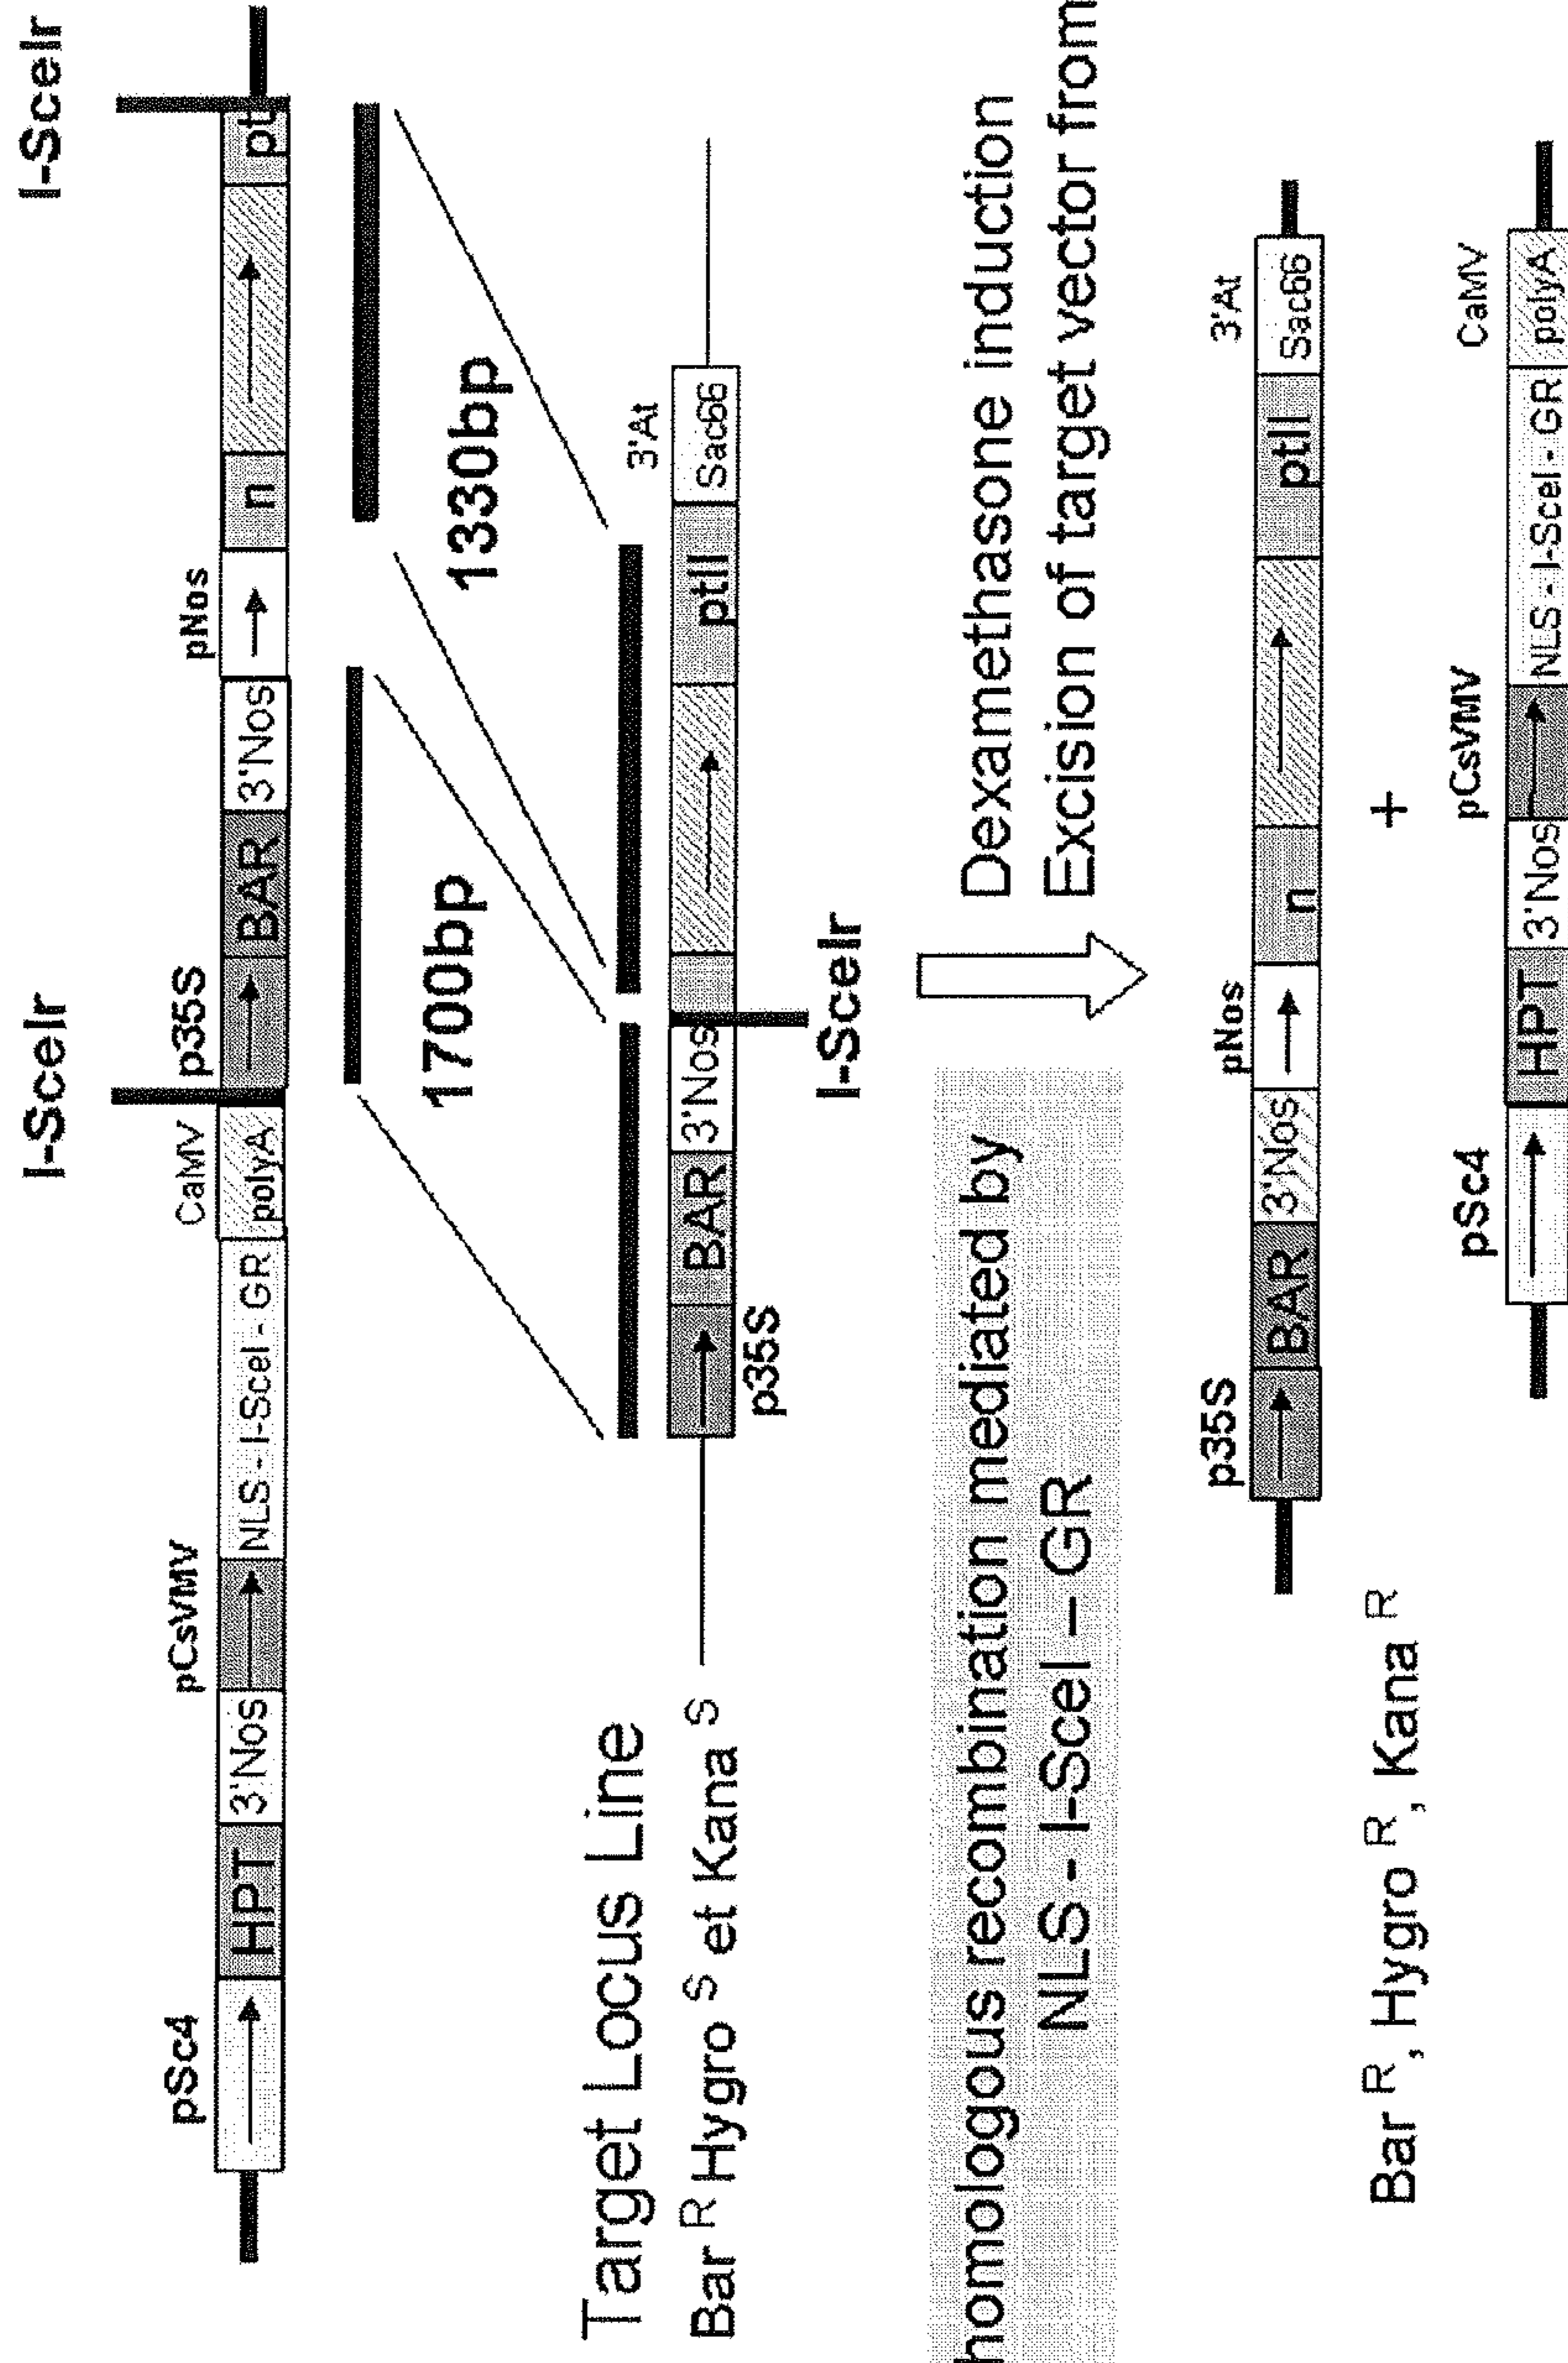 I-SceIr I-SceIr
pSc4 pCsVMV CaMV p35S pNos
HPT 3'Nos NLS - I-SceI - GR polyA BAR 3'Nos n pt
1700bp 1330bp
Target Locus Line
3'At
Bar R Hygro S et Kana S
BAR 3'Nos ptII Sac66
p35S
I-SceIr
homologous recombination mediated by
NLS - I-SceI – GR
Dexamethasone induction
Excision of target vector from
p35S pNos 3'At
BAR 3'Nos n ptII Sac66
Bar R, Hygro R, Kana R
+
pSc4 pCsVMV CaMV
HPT 3'Nos NLS - I-SceI - GR polyA